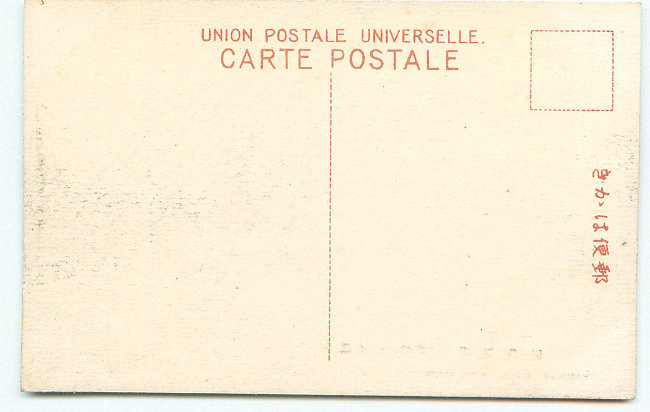 UNION POSTALE UNIVERSELLE.
CARTE POSTALE
郵便はかき